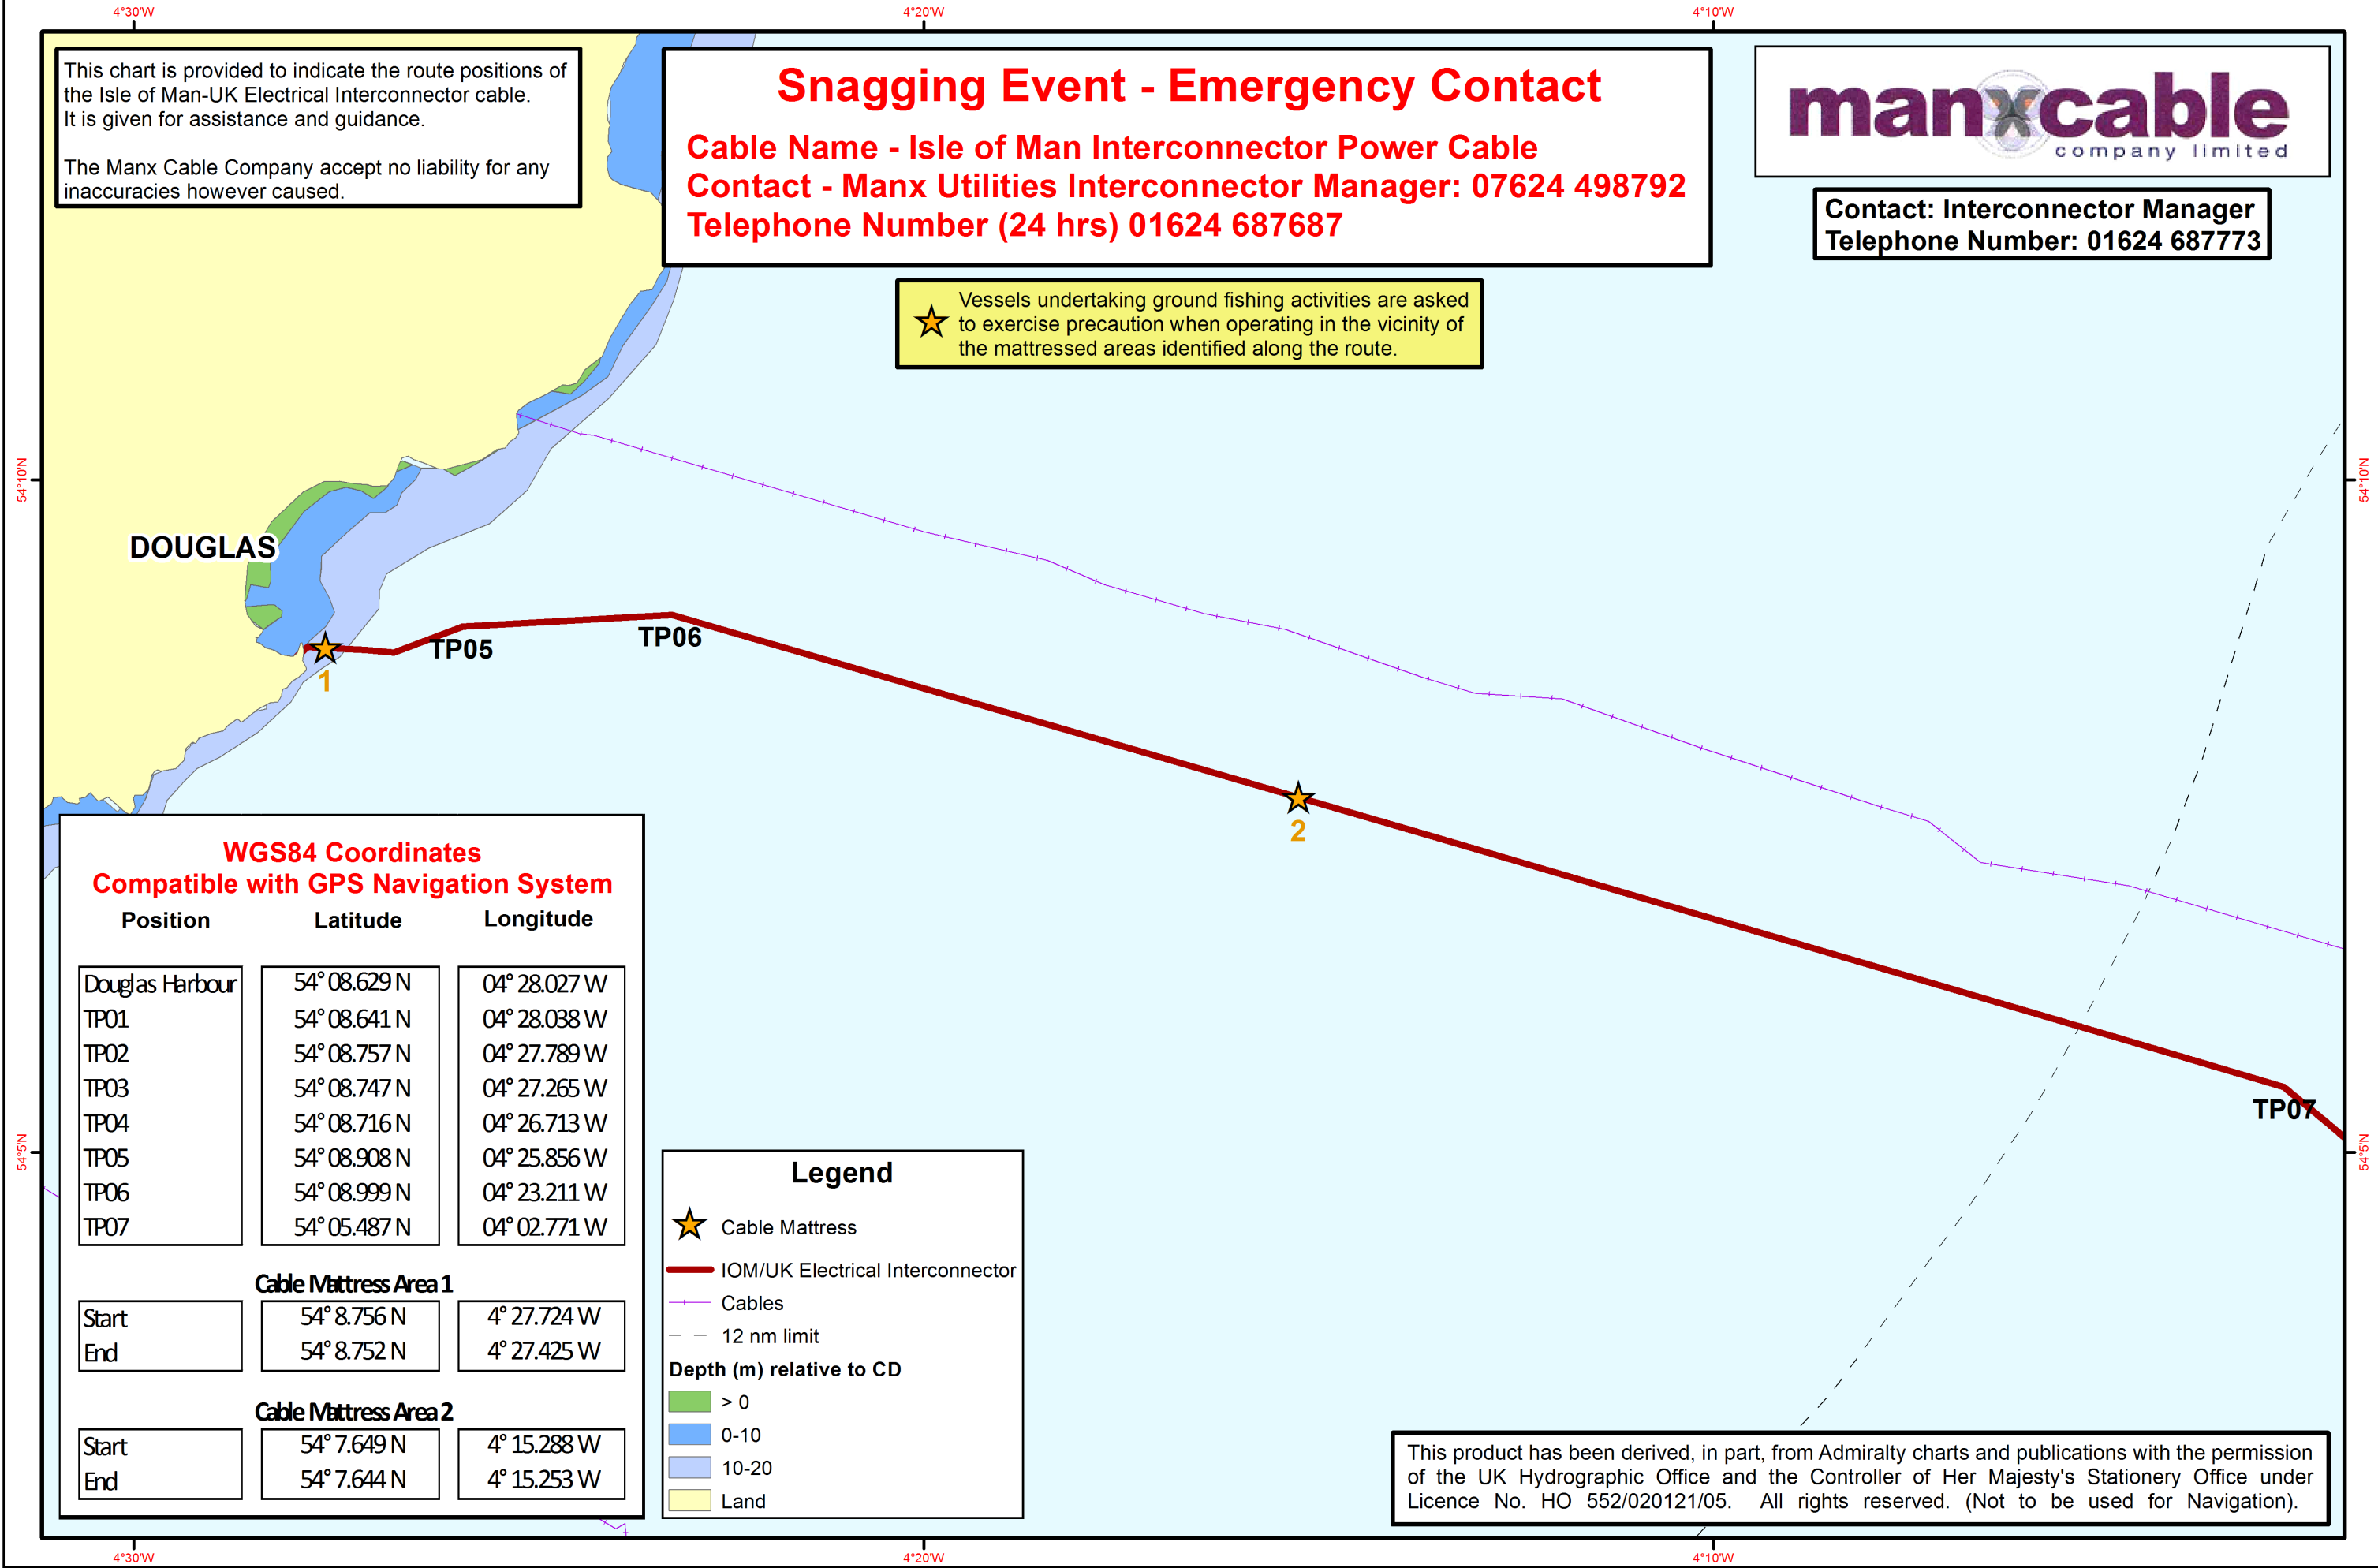 4°30'W
4°20'W
4°10'W
This chart is provided to indicate the route positions of
the Isle of Man-UK Electrical Interconnector cable.
It is given for assistance and guidance.
The Manx Cable Company accept no liability for any
inaccuracies however caused.
Snagging Event - Emergency Contact
Cable Name - Isle of Man Interconnector Power Cable
Contact - Manx Utilities Interconnector Manager: 07624 498792
Telephone Number (24 hrs) 01624 687687
manxcable
company limited
Contact: Interconnector Manager
Telephone Number: 01624 687773
Vessels undertaking ground fishing activities are asked
to exercise precaution when operating in the vicinity of
the mattressed areas identified along the route.
54°10'N
54°10'N
DOUGLAS
TP05
TP06
1
2
TP07
54°5'N
54°5'N
WGS84 Coordinates
Compatible with GPS Navigation System
Position Latitude Longitude
Douglas Harbour 54° 08.629 N 04° 28.027 W
TP01 54° 08.641 N 04° 28.038 W
TP02 54° 08.757 N 04° 27.789 W
TP03 54° 08.747 N 04° 27.265 W
TP04 54° 08.716 N 04° 26.713 W
TP05 54° 08.908 N 04° 25.856 W
TP06 54° 08.999 N 04° 23.211 W
TP07 54° 05.487 N 04° 02.771 W
Cable Mattress Area 1
Start 54° 8.756 N 4° 27.724 W
End 54° 8.752 N 4° 27.425 W
Cable Mattress Area 2
Start 54° 7.649 N 4° 15.288 W
End 54° 7.644 N 4° 15.253 W
Legend
Cable Mattress
IOM/UK Electrical Interconnector
Cables
12 nm limit
Depth (m) relative to CD
> 0
0-10
10-20
Land
This product has been derived, in part, from Admiralty charts and publications with the permission
of the UK Hydrographic Office and the Controller of Her Majesty's Stationery Office under
Licence No. HO 552/020121/05. All rights reserved. (Not to be used for Navigation).
4°30'W
4°20'W
4°10'W